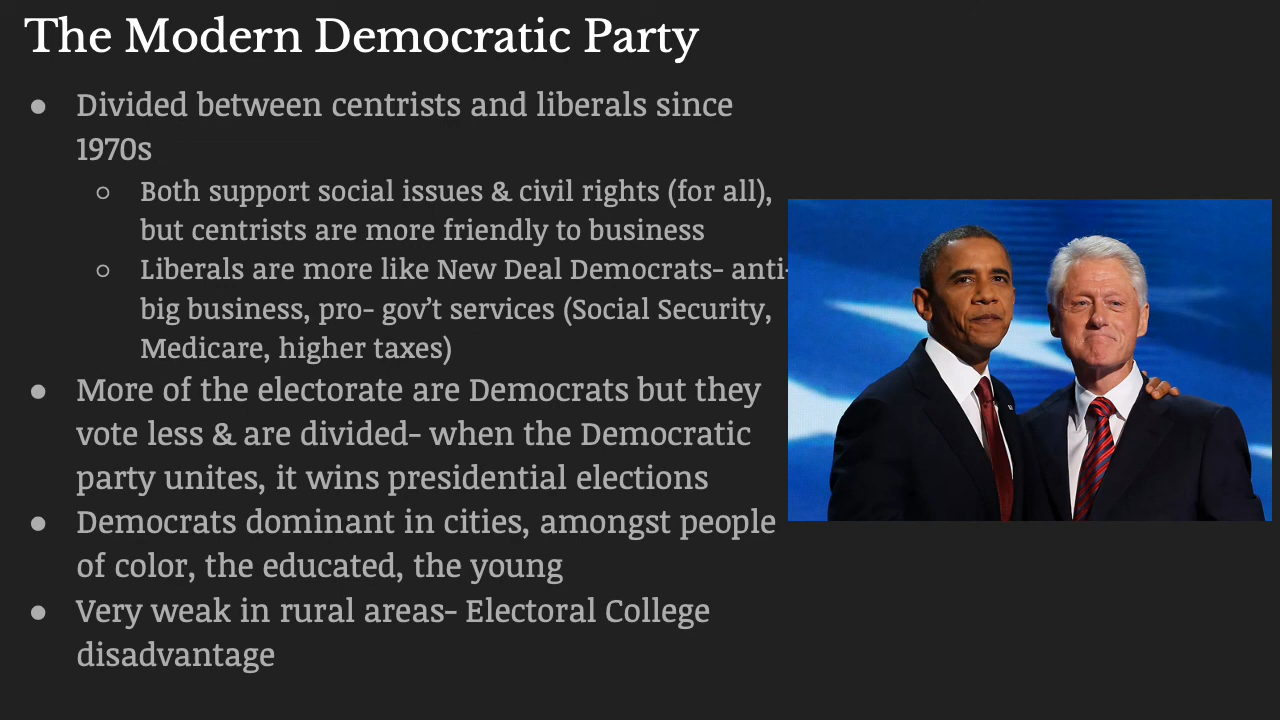 The Modern Democratic Party
● Divided between centrists and liberals since
1970s
○ Both support social issues & civil rights (for all),
but centrists are more friendly to business
○ Liberals are more like New Deal Democrats- anti-
big business, pro- gov’t services (Social Security,
Medicare, higher taxes)
● More of the electorate are Democrats but they
vote less & are divided- when the Democratic
party unites, it wins presidential elections
● Democrats dominant in cities, amongst people
of color, the educated, the young
● Very weak in rural areas- Electoral College
disadvantage